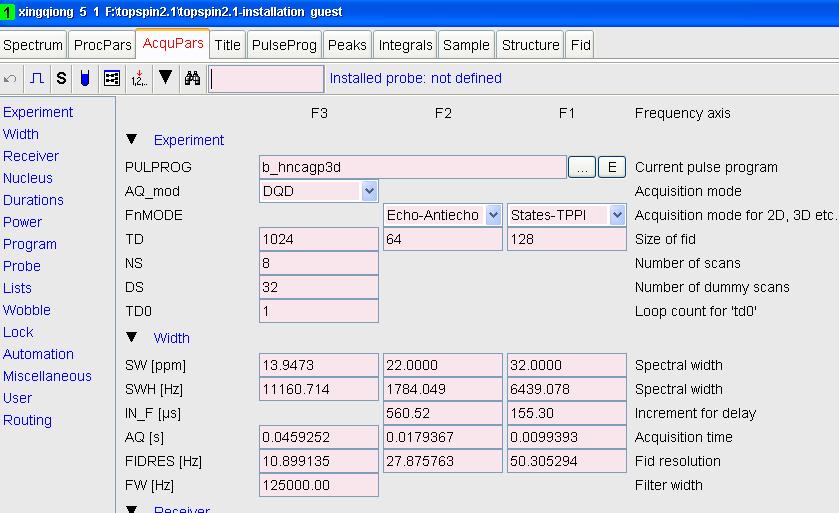 1 xingqiong 5 1 F:\topspin2.1\topspin2.1-installation guest
Spectrum ProcPars AcquPars Title PulseProg Peaks Integrals Sample Structure Fid
S 1,2,.. Installed probe: not defined
Experiment
Width
Receiver
Nucleus
Durations
Power
Program
Probe
Lists
Wobble
Lock
Automation
Miscellaneous
User
Routing
F3 F2 F1 Frequency axis
Experiment
PULPROG b_hncagp3d ... E Current pulse program
AQ_mod DQD Acquisition mode
FnMODE Echo-Antiecho States-TPPI Acquisition mode for 2D, 3D etc.
TD 1024 64 128 Size of fid
NS 8 Number of scans
DS 32 Number of dummy scans
TD0 1 Loop count for 'td0'
Width
SW [ppm] 13.9473 22.0000 32.0000 Spectral width
SWH [Hz] 11160.714 1784.049 6439.078 Spectral width
IN_F [µs] 560.52 155.30 Increment for delay
AQ [s] 0.0459252 0.0179367 0.0099393 Acquisition time
FIDRES [Hz] 10.899135 27.875763 50.305294 Fid resolution
FW [Hz] 125000.00 Filter width
Receiver